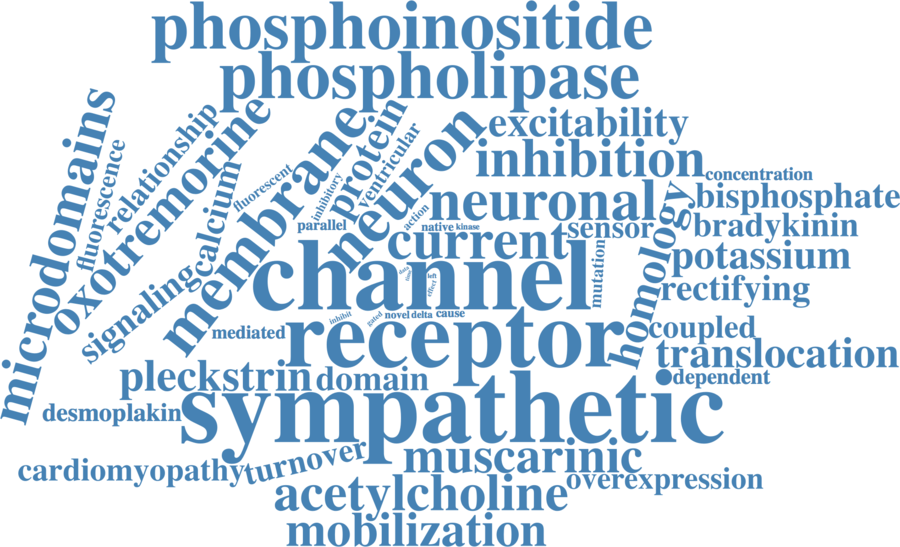 phosphoinositide
phospholipase
microdomains
fluorescence
relationship
oxotremorine
fluorescent
membrane
protein
ventricular
inhibitory
neuron
excitability
inhibition
concentration
bisphosphate
neuronal
action
parallel
native
kinase
sensor
bradykinin
calcium
signaling
current
homology
potassium
channel
mutation
left
effect
rectifying
inhibit
gated
novel
delta
cause
mediated
receptor
coupled
translocation
pleckstrin
domain
dependent
desmoplakin
sympathetic
cardiomyopathy
turnover
muscarinic
overexpression
acetylcholine
mobilization